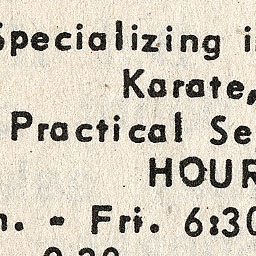 Specializing i
Karate,
Practical Se
HOUR
n. - Fri. 6:30